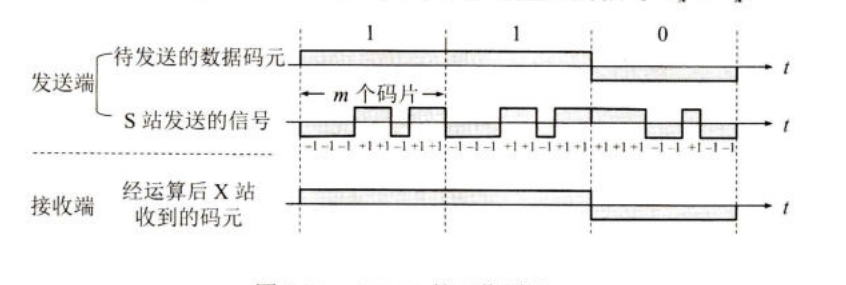 1 1 0
待发送的数据码元
t
发送端
m 个码片
S 站发送的信号
t
-1-1-1 +1+1-1+1+1 -1-1-1 +1+1-1+1+1 +1+1+1 -1-1 +1-1-1
经运算后 X 站
接收端
收到的码元
t